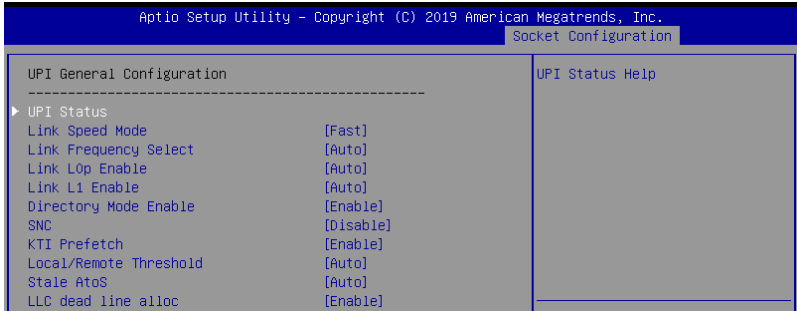 Aptio Setup Utility – Copyright (C) 2019 American Megatrends, Inc.
Socket Configuration
UPI General Configuration
UPI Status Help
-------------------------------------------------
UPI Status
Link Speed Mode [Fast]
Link Frequency Select [Auto]
Link L0p Enable [Auto]
Link L1 Enable [Auto]
Directory Mode Enable [Enable]
SNC [Disable]
KTI Prefetch [Enable]
Local/Remote Threshold [Auto]
Stale AtoS [Auto]
LLC dead line alloc [Enable]